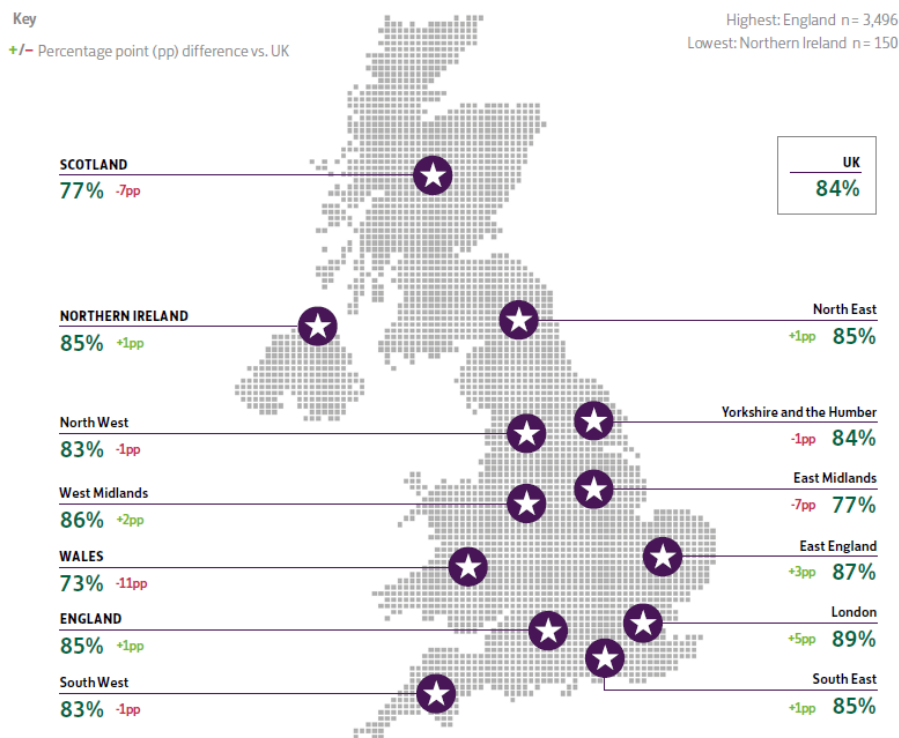 Key
+/– Percentage point (pp) difference vs. UK
Highest: England n= 3,496
Lowest: Northern Ireland n= 150
UK
84%
SCOTLAND
77% -7pp
NORTHERN IRELAND
85% +1pp
North West
83% -1pp
West Midlands
86% +2pp
WALES
73% -11pp
ENGLAND
85% +1pp
South West
83% -1pp
North East
+1pp 85%
Yorkshire and the Humber
-1pp 84%
East Midlands
-7pp 77%
East England
+3pp 87%
London
+5pp 89%
South East
+1pp 85%